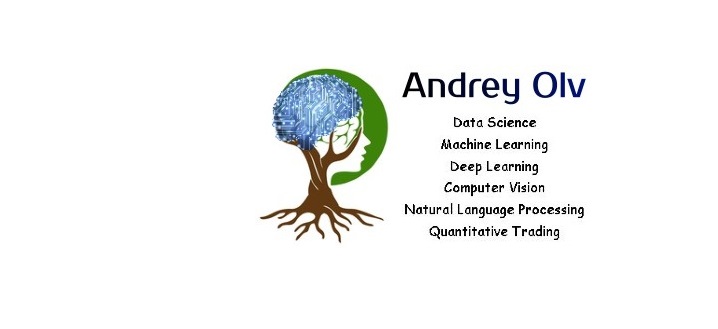 Andrey Olv
Data Science
Machine Learning
Deep Learning
Computer Vision
Natural Language Processing
Quantitative Trading